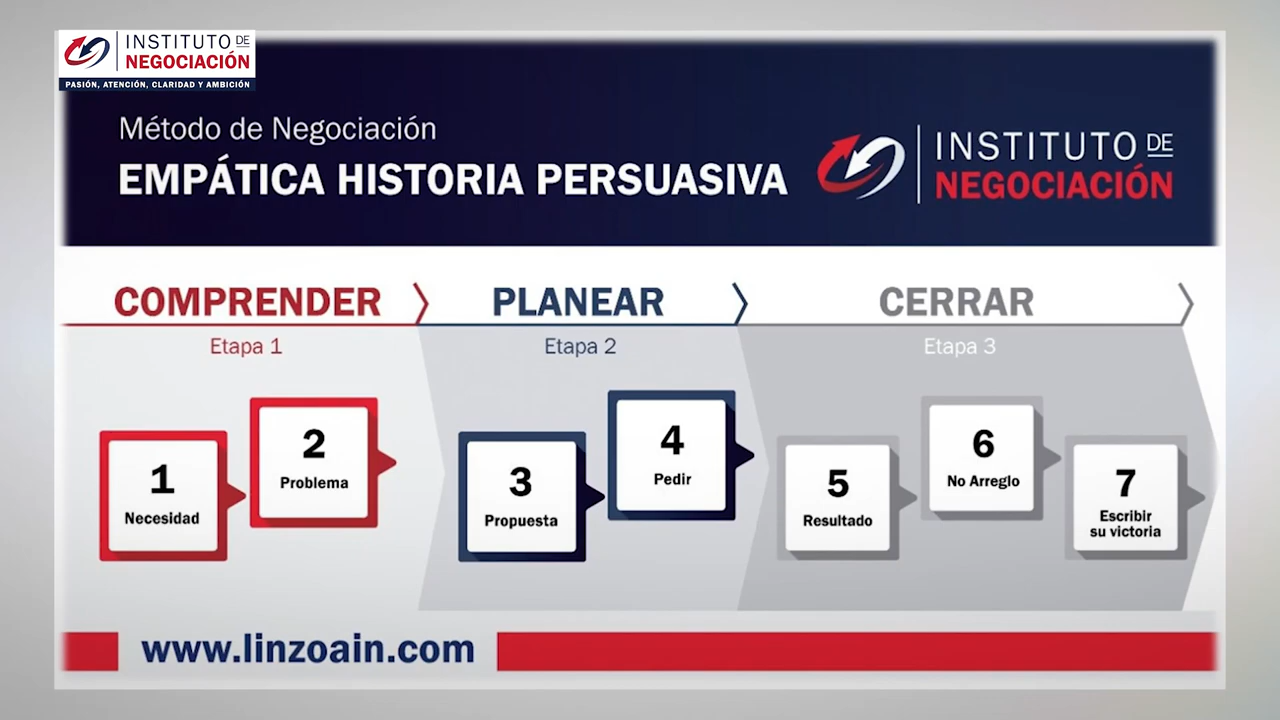 INSTITUTO DE
NEGOCIACIÓN
PASIÓN, ATENCIÓN, CLARIDAD Y AMBICIÓN
Método de Negociación
EMPÁTICA HISTORIA PERSUASIVA
INSTITUTO DE
NEGOCIACIÓN
COMPRENDER
Etapa 1
1
Necesidad
2
Problema
PLANEAR
Etapa 2
3
Propuesta
4
Pedir
CERRAR
Etapa 3
5
Resultado
6
No Arreglo
7
Escribir
su victoria
www.linzoain.com